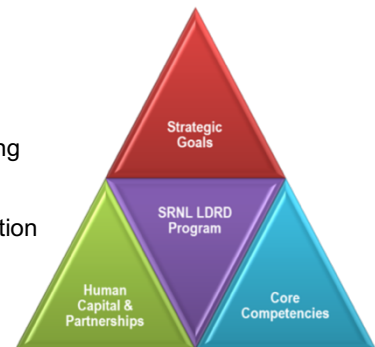 Strategic
Goals
ng
SRNL LDRD
Program
tion
Human
Capital &
Partnerships
Core
Competencies